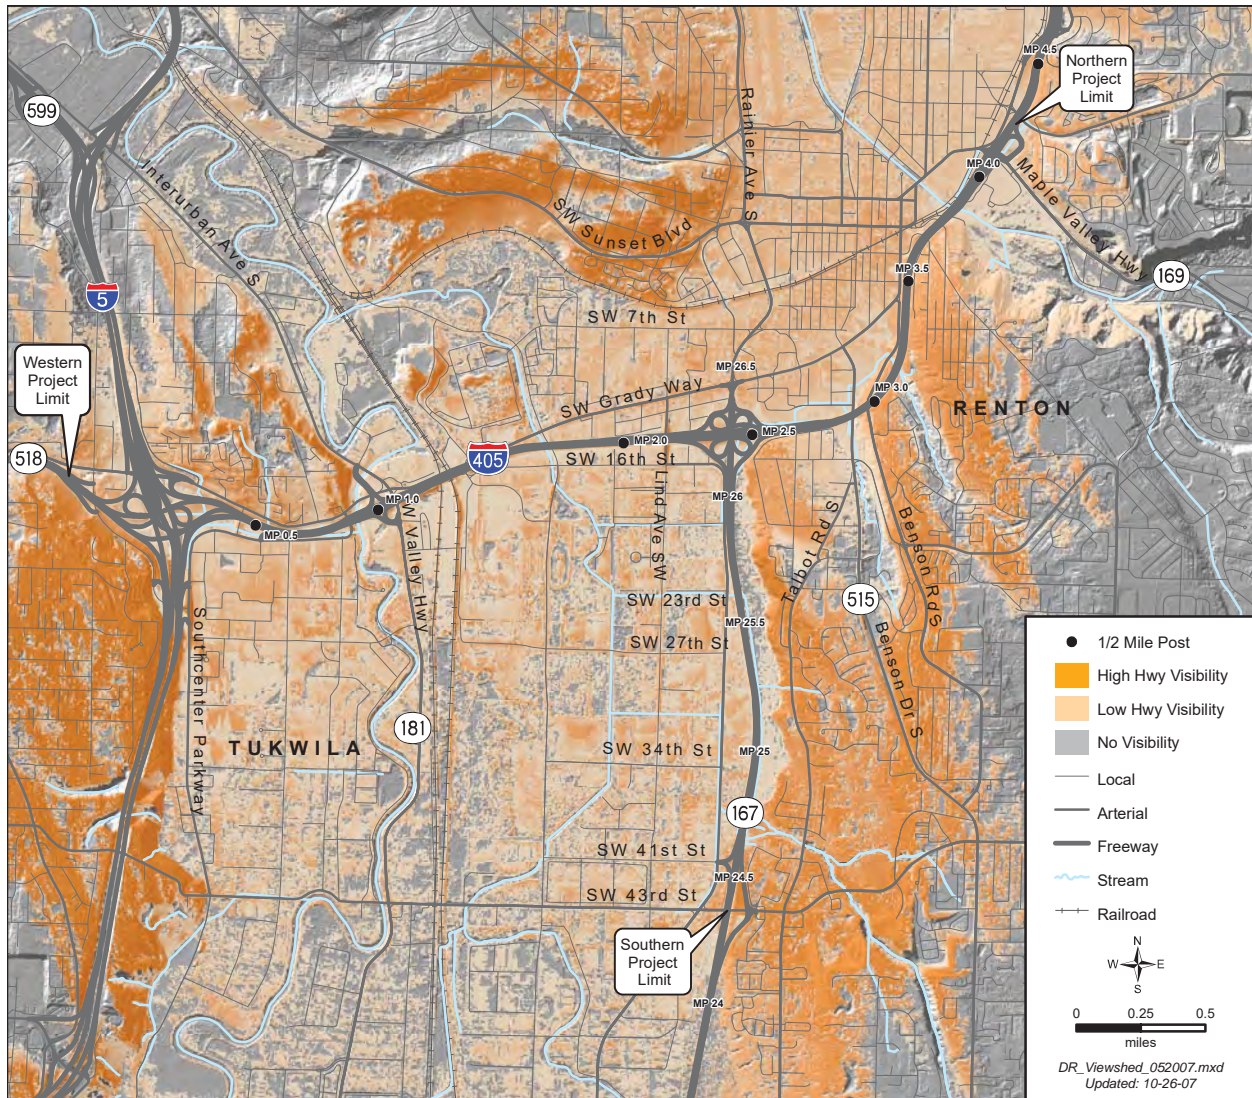 MP 4.5
Northern
Project
Limit
599
Rainier Ave S
MP 4.0
Maple Valley Hwy
Interurban Ave S
SW Sunset Blvd
169
MP 3.5
5
SW 7th St
Western
Project
Limit
MP 26.5
SW Grady Way
MP 3.0
RENTON
518
405
MP 2.0
MP 2.5
SW 16th St
MP 1.0
MP 26
Lind Ave SW
MP 0.5
W Valley Hwy
Talbot Rd S
Benson Rd S
515
SW 23rd St
MP 25.5
SW 27th St
Benson Dr S
Southcenter Parkway
181
TUKWILA
SW 34th St
MP 25
167
SW 41st St
MP 24.5
SW 43rd St
Southern
Project
Limit
MP 24
1/2 Mile Post
High Hwy Visibility
Low Hwy Visibility
No Visibility
Local
Arterial
Freeway
Stream
Railroad
N
W E
S
0 0.25 0.5
miles
DR_Viewshed_052007.mxd
Updated: 10-26-07